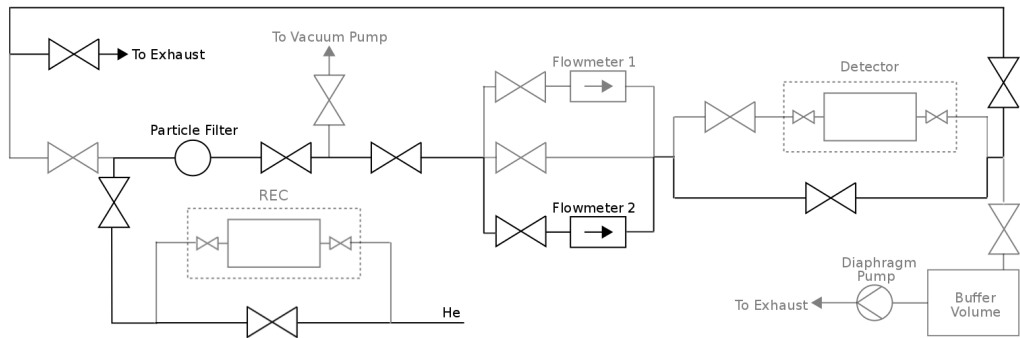 To Vacuum Pump
To Exhaust
Flowmeter 1
Detector
Particle Filter
REC
Flowmeter 2
He
Diaphragm
Pump
To Exhaust
Buffer
Volume